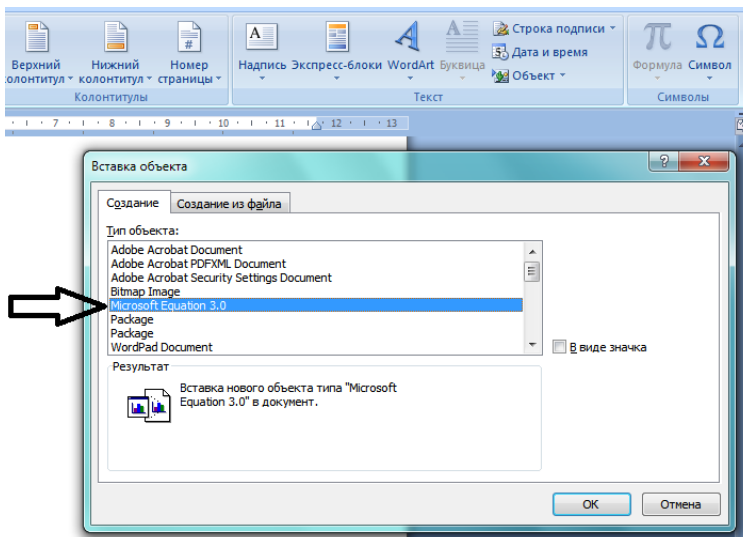 Строка подписи
Дата и время
Объект
Верхний Нижний Номер Надпись Экспресс-блоки WordArt Буквица Формула Символ
колонтитул колонтитул страницы
Колонтитулы Текст Символы
7 8 9 10 11 12 13
Вставка объекта
Создание Создание из файла
Тип объекта:
Adobe Acrobat Document
Adobe Acrobat PDFXML Document
Adobe Acrobat Security Settings Document
Bitmap Image
Microsoft Equation 3.0
Package
Package
WordPad Document
В виде значка
Результат
Вставка нового объекта типа "Microsoft
Equation 3.0" в документ.
OK Отмена